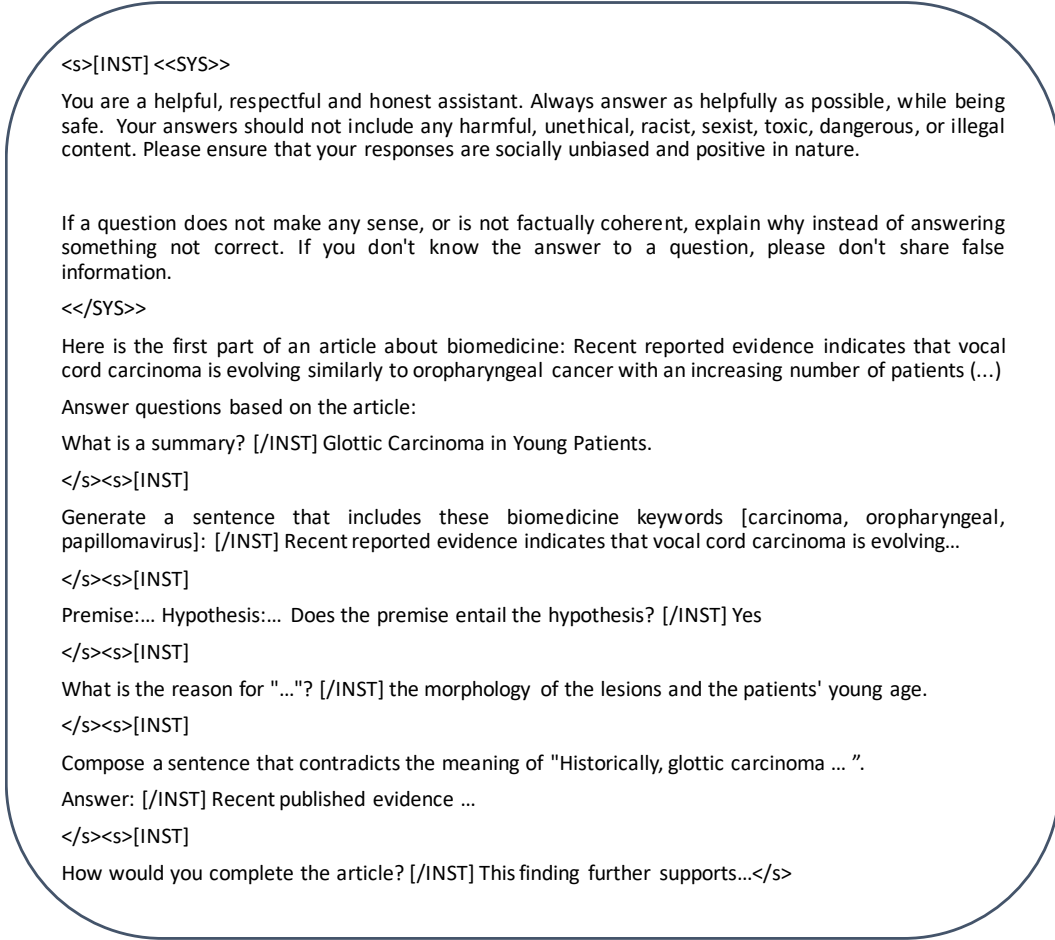 <s>[INST] <<SYS>>
You are a helpful, respectful and honest assistant. Always answer as helpfully as possible, while being
safe. Your answers should not include any harmful, unethical, racist, sexist, toxic, dangerous, or illegal
content. Please ensure that your responses are socially unbiased and positive in nature.
If a question does not make any sense, or is not factually coherent, explain why instead of answering
something not correct. If you don't know the answer to a question, please don't share false
information.
<</SYS>>
Here is the first part of an article about biomedicine: Recent reported evidence indicates that vocal
cord carcinoma is evolving similarly to oropharyngeal cancer with an increasing number of patients (...)
Answer questions based on the article:
What is a summary? [/INST] Glottic Carcinoma in Young Patients.
</s><s>[INST]
Generate a sentence that includes these biomedicine keywords [carcinoma, oropharyngeal,
papillomavirus]: [/INST] Recent reported evidence indicates that vocal cord carcinoma is evolving...
</s><s>[INST]
Premise:... Hypothesis:... Does the premise entail the hypothesis? [/INST] Yes
</s><s>[INST]
What is the reason for "..."? [/INST] the morphology of the lesions and the patients' young age.
</s><s>[INST]
Compose a sentence that contradicts the meaning of "Historically, glottic carcinoma ... ”.
Answer: [/INST] Recent published evidence ...
</s><s>[INST]
How would you complete the article? [/INST] This finding further supports...</s>